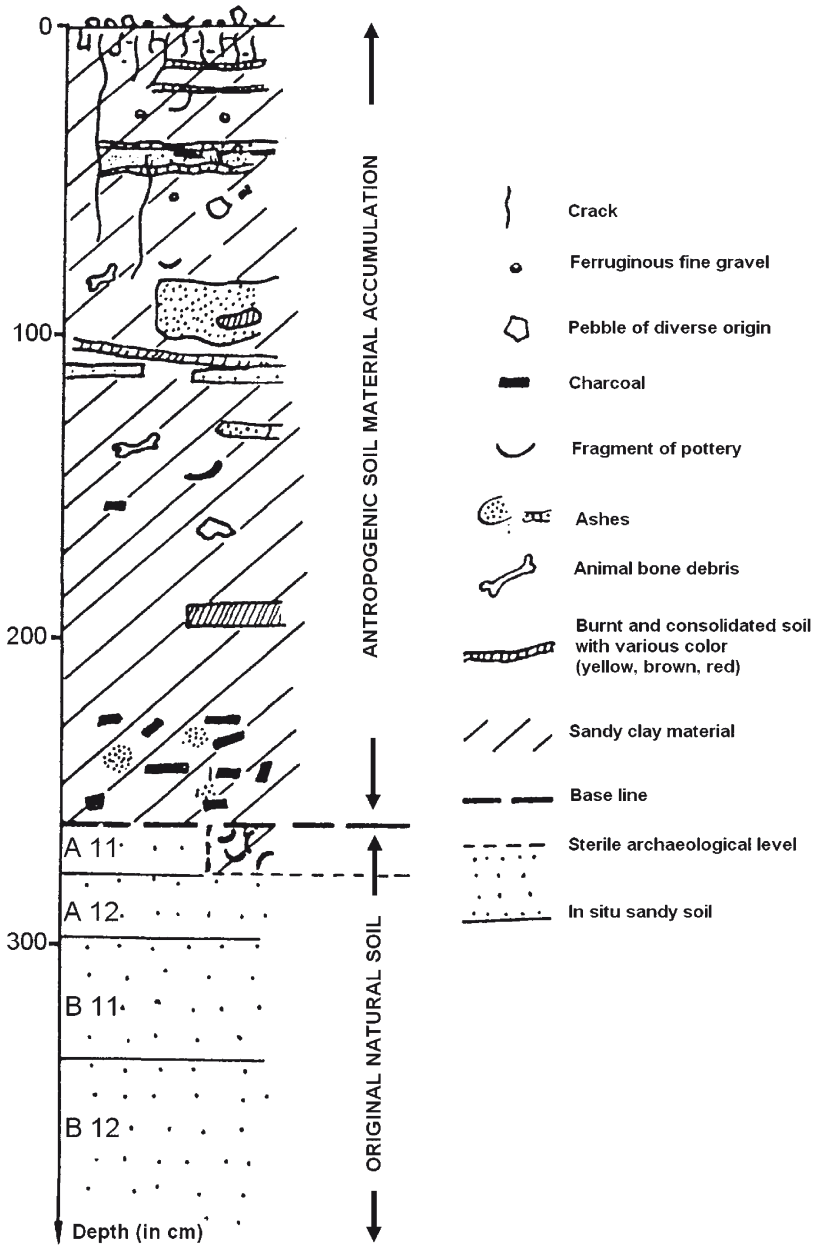 0
100
200
300
A 11
A 12
B 11
B 12
Depth (in cm)
ANTROPOGENIC SOIL MATERIAL ACCUMULATION
ORIGINAL NATURAL SOIL
Crack
Ferruginous fine gravel
Pebble of diverse origin
Charcoal
Fragment of pottery
Ashes
Animal bone debris
Burnt and consolidated soil
with various color
(yellow, brown, red)
Sandy clay material
Base line
Sterile archaeological level
In situ sandy soil